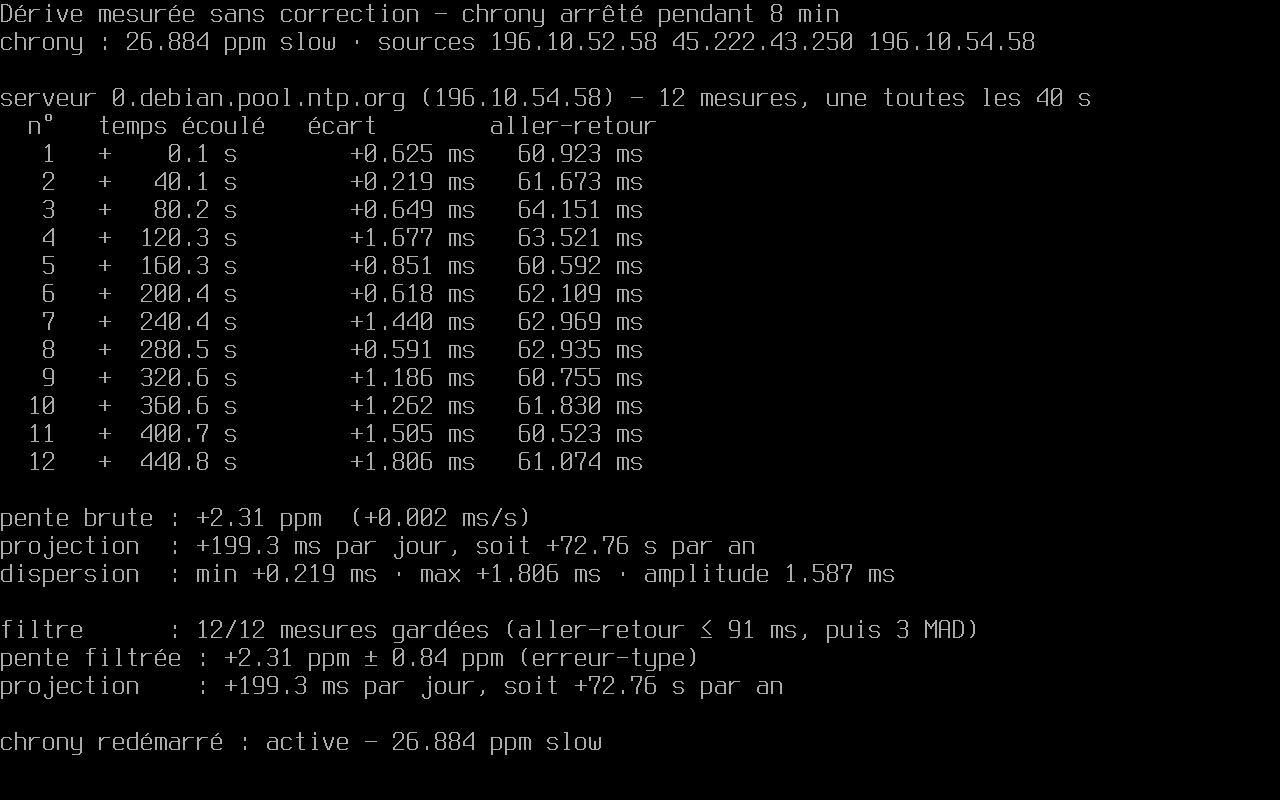 Dérive mesurée sans correction — chrony arrêté pendant 8 min
chrony : 26.884 ppm slow · sources 196.10.52.58 45.222.43.250 196.10.54.58
serveur 0.debian.pool.ntp.org (196.10.54.58) — 12 mesures, une toutes les 40 s
n° temps écoulé écart aller-retour
1 + 0.1 s +0.625 ms 60.923 ms
2 + 40.1 s +0.219 ms 61.673 ms
3 + 80.2 s +0.649 ms 64.151 ms
4 + 120.3 s +1.677 ms 63.521 ms
5 + 160.3 s +0.851 ms 60.592 ms
6 + 200.4 s +0.618 ms 62.109 ms
7 + 240.4 s +1.440 ms 62.969 ms
8 + 280.5 s +0.591 ms 62.935 ms
9 + 320.6 s +1.186 ms 60.755 ms
10 + 360.6 s +1.262 ms 61.830 ms
11 + 400.7 s +1.505 ms 60.523 ms
12 + 440.8 s +1.806 ms 61.074 ms
pente brute : +2.31 ppm (+0.002 ms/s)
projection : +199.3 ms par jour, soit +72.76 s par an
dispersion : min +0.219 ms · max +1.806 ms · amplitude 1.587 ms
filtre : 12/12 mesures gardées (aller-retour ≤ 91 ms, puis 3 MAD)
pente filtrée : +2.31 ppm ± 0.84 ppm (erreur-type)
projection : +199.3 ms par jour, soit +72.76 s par an
chrony redémarré : active — 26.884 ppm slow